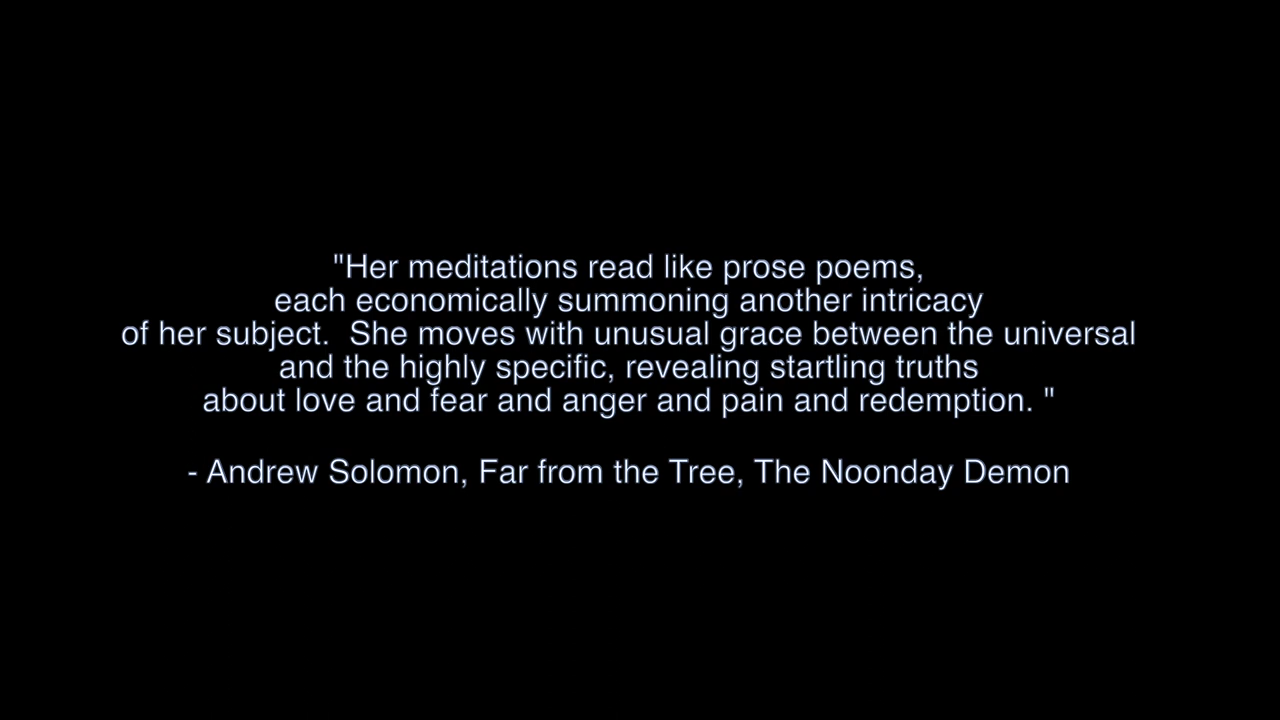 "Her meditations read like prose poems,
each economically summoning another intricacy
of her subject.  She moves with unusual grace between the universal
and the highly specific, revealing startling truths
about love and fear and anger and pain and redemption. "
- Andrew Solomon, Far from the Tree, The Noonday Demon